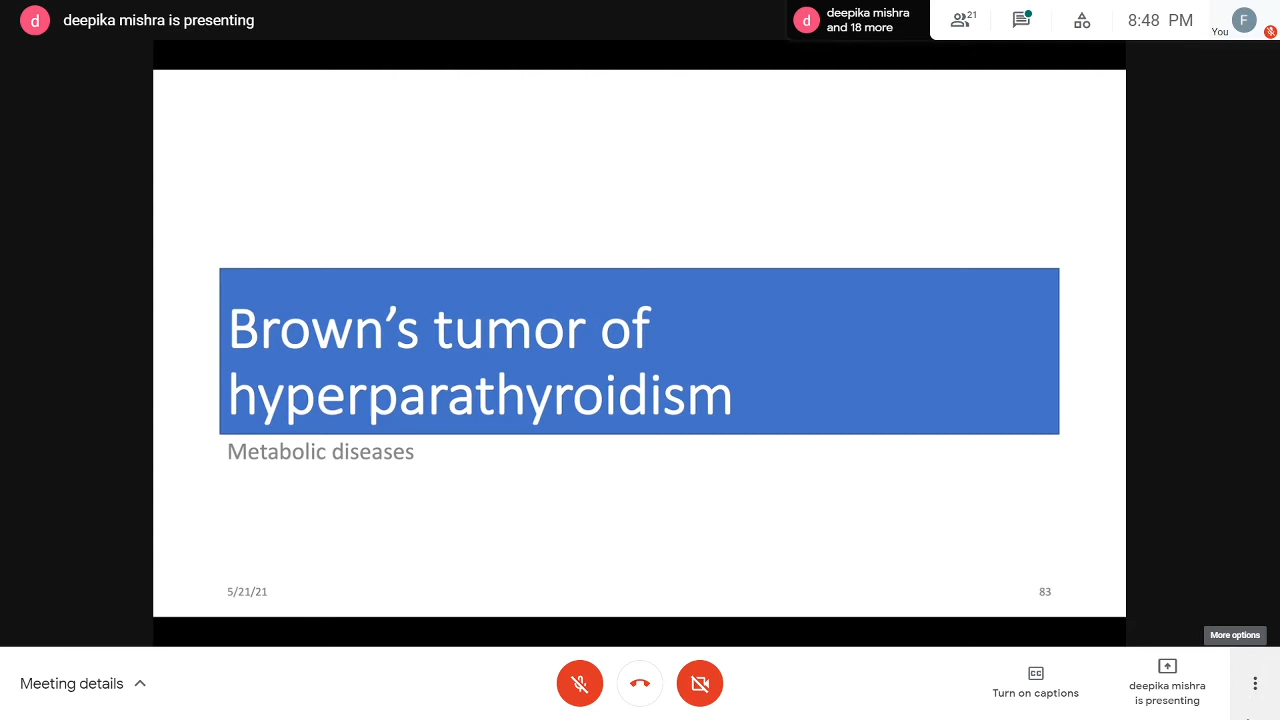 d
deepika mishra is presenting
d
deepika mishra
and 18 more
21
8:48 PM
You
F
Brown’s tumor of
hyperparathyroidism
Metabolic diseases
5/21/21
83
More options
Meeting details
CC
Turn on captions
deepika mishra
is presenting